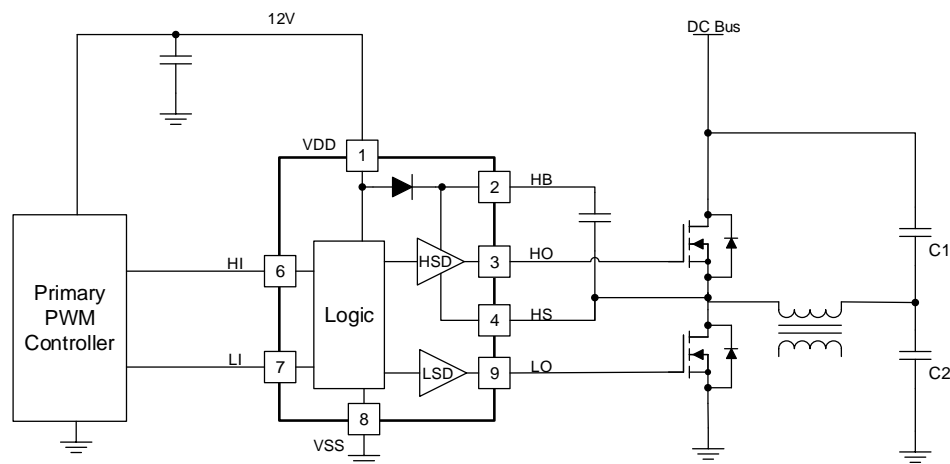 12V
DC Bus
VDD
1
2
HB
C1
HI
6
HSD
3
HO
Primary
PWM
Controller
Logic
4
HS
LI
7
LSD
9
LO
C2
8
VSS